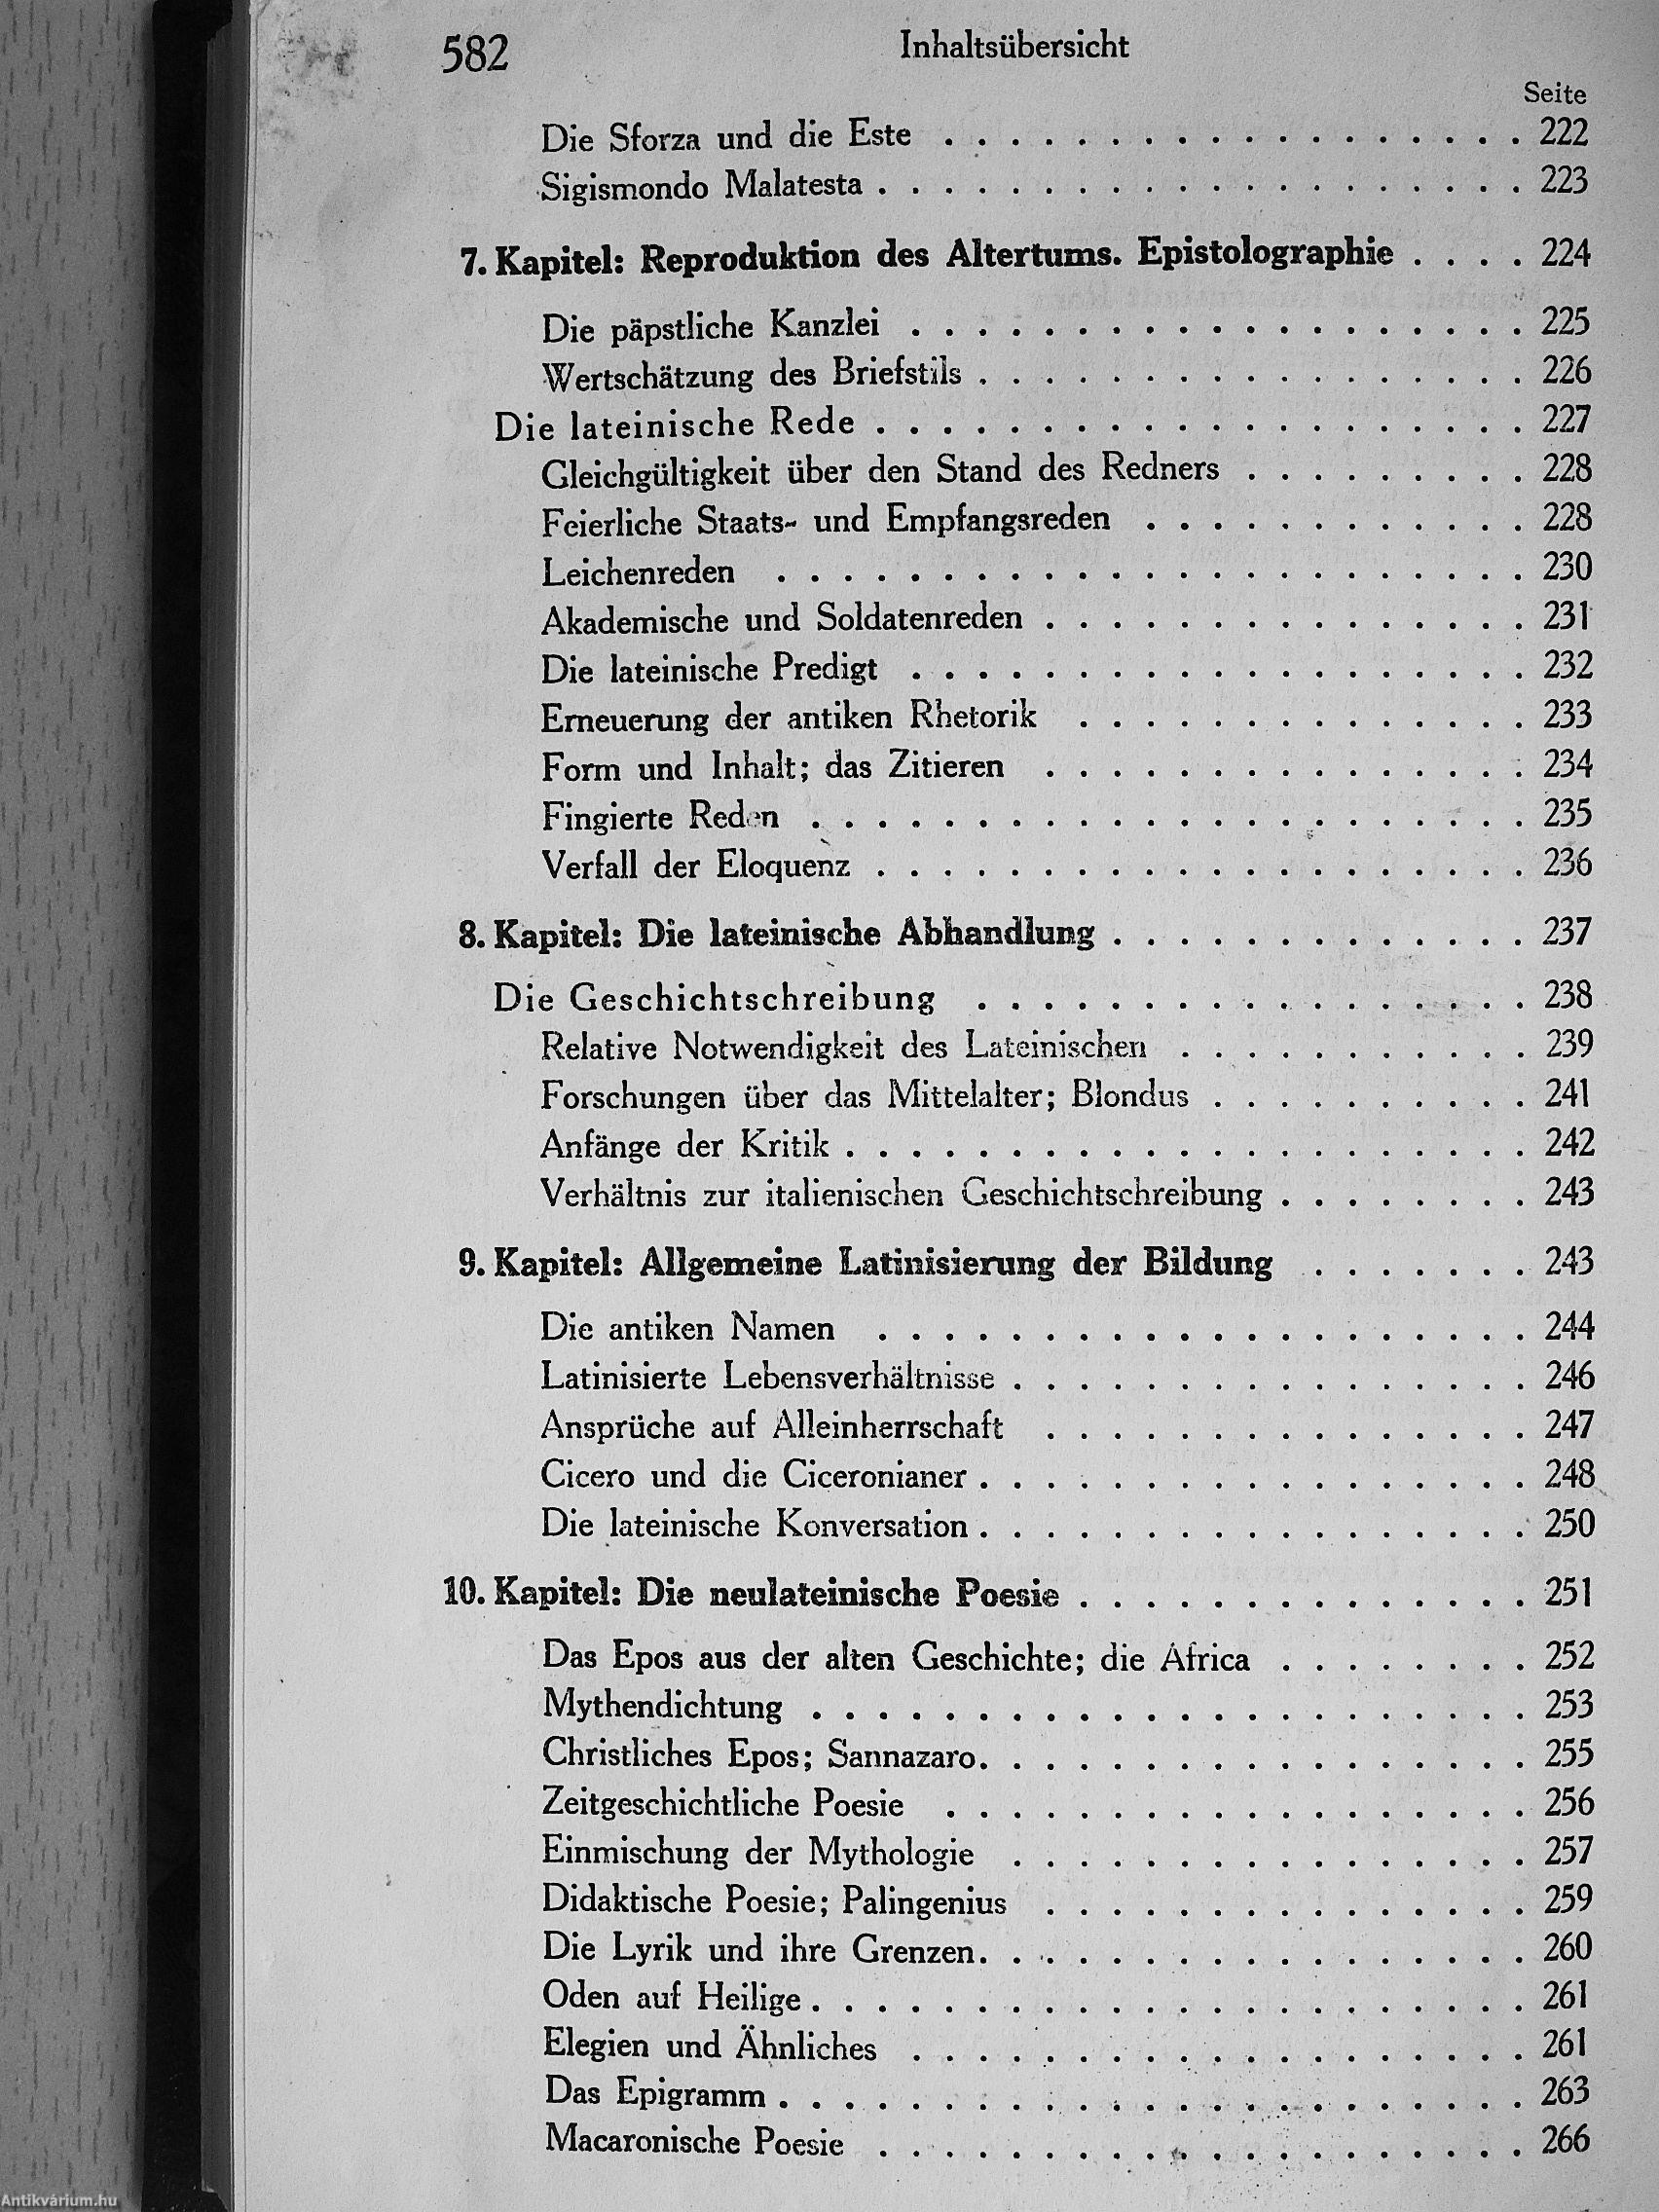 582
Inhaltsübersicht
Seite
Die Sforza und die Este . . . . . . . . . . . . . . . . . . 222
Sigismondo Malatesta . . . . . . . . . . . . . . . . . . . . 223
7. Kapitel: Reproduktion des Altertums. Epistolographie . . . . 224
Die päpstliche Kanzlei . . . . . . . . . . . . . . . . . . . 225
Wertschätzung des Briefstils . . . . . . . . . . . . . . . . . 226
Die lateinische Rede . . . . . . . . . . . . . . . . . . . . 227
Gleichgültigkeit über den Stand des Redners . . . . . . . . . 228
Feierliche Staats- und Empfangsreden . . . . . . . . . . . . 228
Leichenreden . . . . . . . . . . . . . . . . . . . . . . . 230
Akademische und Soldatenreden . . . . . . . . . . . . . . . 231
Die lateinische Predigt . . . . . . . . . . . . . . . . . . . 232
Erneuerung der antiken Rhetorik . . . . . . . . . . . . . . 233
Form und Inhalt; das Zitieren . . . . . . . . . . . . . . . 234
Fingierte Reden . . . . . . . . . . . . . . . . . . . . . . 235
Verfall der Eloquenz . . . . . . . . . . . . . . . . . . . . 236
8. Kapitel: Die lateinische Abhandlung . . . . . . . . . . . . . 237
Die Geschichtschreibung . . . . . . . . . . . . . . . . . 238
Relative Notwendigkeit des Lateinischen . . . . . . . . . . . 239
Forschungen über das Mittelalter; Blondus . . . . . . . . . . 241
Anfänge der Kritik . . . . . . . . . . . . . . . . . . . . . 242
Verhältnis zur italienischen Geschichtschreibung . . . . . . . . 243
9. Kapitel: Allgemeine Latinisierung der Bildung . . . . . . . 243
Die antiken Namen . . . . . . . . . . . . . . . . . . . . 244
Latinisierte Lebensverhältnisse . . . . . . . . . . . . . . . . 246
Ansprüche auf Alleinherrschaft . . . . . . . . . . . . . . . 247
Cicero und die Ciceronianer . . . . . . . . . . . . . . . . . 248
Die lateinische Konversation . . . . . . . . . . . . . . . . . 250
10. Kapitel: Die neulateinische Poesie . . . . . . . . . . . . . . 251
Das Epos aus der alten Geschichte; die Africa . . . . . . . . 252
Mythendichtung . . . . . . . . . . . . . . . . . . . . . . 253
Christliches Epos; Sannazaro . . . . . . . . . . . . . . . . . 255
Zeitgeschichtliche Poesie . . . . . . . . . . . . . . . . . . 256
Einmischung der Mythologie . . . . . . . . . . . . . . . . 257
Didaktische Poesie; Palingenius . . . . . . . . . . . . . . . 259
Die Lyrik und ihre Grenzen . . . . . . . . . . . . . . . . . 260
Oden auf Heilige . . . . . . . . . . . . . . . . . . . . . . 261
Elegien und Ähnliches . . . . . . . . . . . . . . . . . . . 261
Das Epigramm . . . . . . . . . . . . . . . . . . . . . . . 263
Macaronische Poesie . . . . . . . . . . . . . . . . . . . . 266
Antikvárium.hu